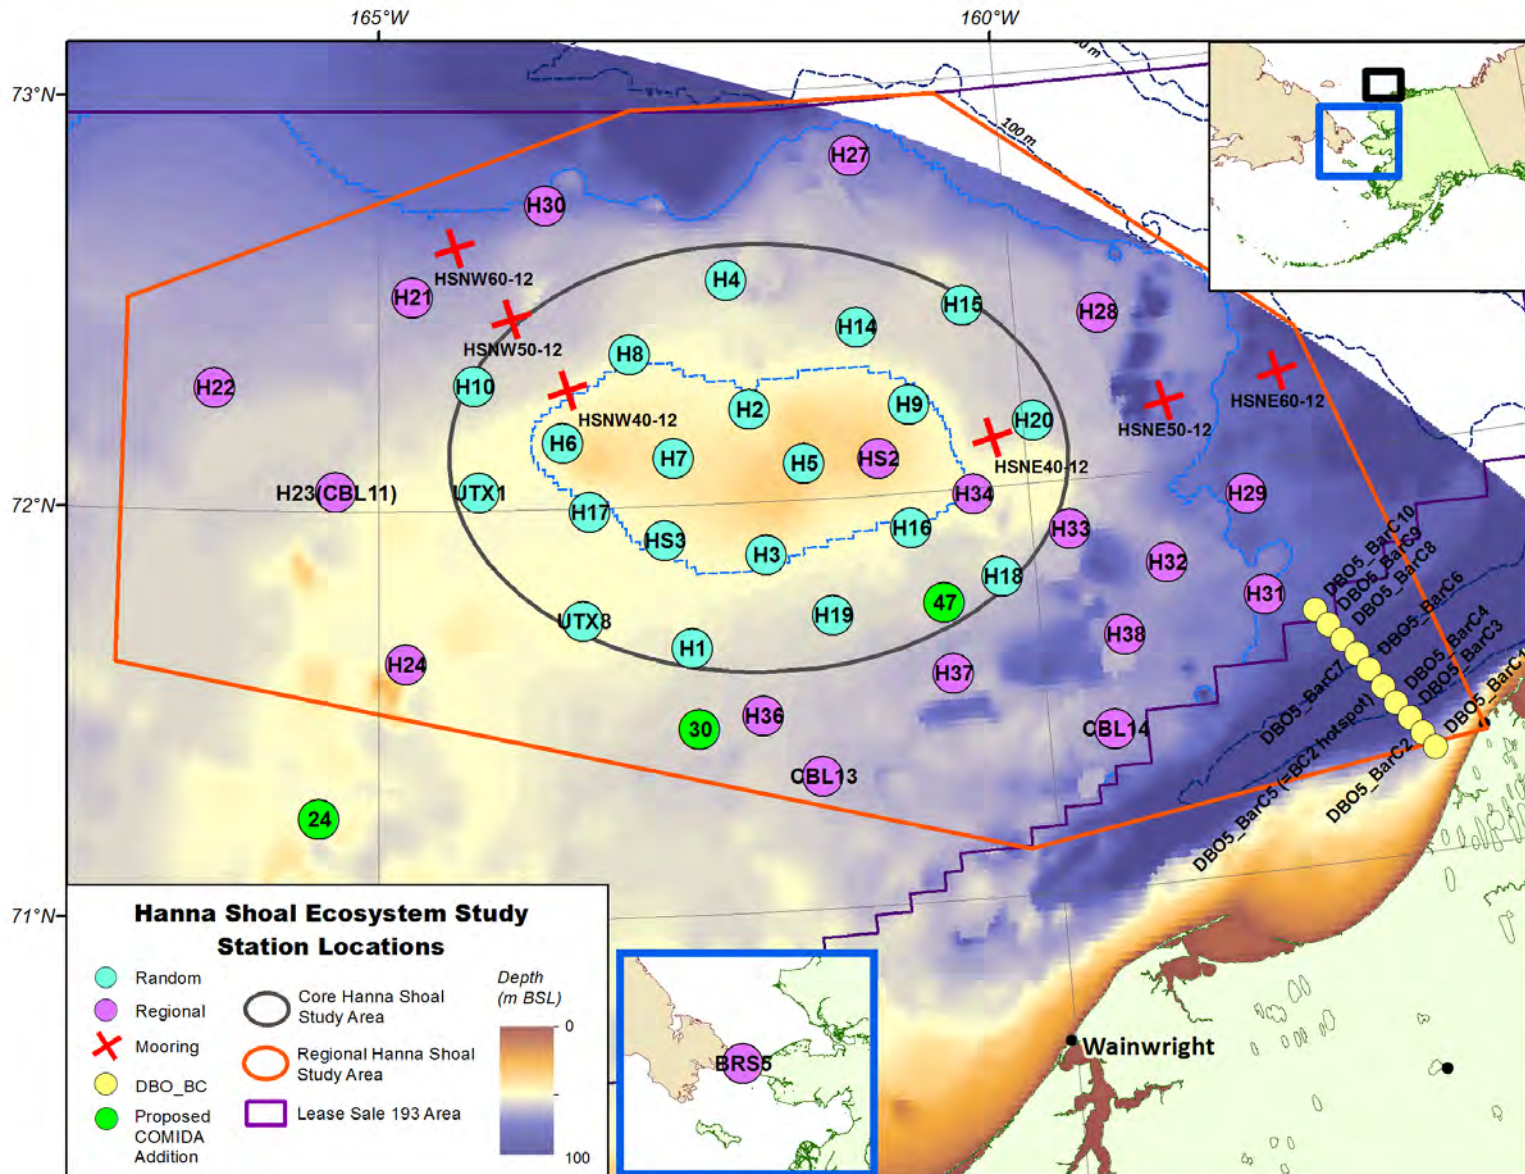 165°W
160°W
73°N
72°N
71°N
100 m
H27
H30
HSNW60-12
H21
H4
H15
H28
HSNW50-12
H14
H8
H22
H10
HSNE60-12
HSNW40-12
H2
H9
H20
HSNE50-12
H6
H7
H5
HS2
HSNE40-12
H23(CBL11)
UTX1
H34
H29
H17
HS3
H3
H16
H33
H32
H18
H31
47
UTX8
H19
H1
H38
H24
H37
30
H36
CBL14
CBL13
24
DBO5_BarC10
DBO5_BarC9
DBO5_BarC8
DBO5_BarC6
DBO5_BarC4
DBO5_BarC3
DBO5_BarC1
DBO5_BarC7
DBO5_BarC5 (=BC2 hotspot)
DBO5_BarC2
Wainwright
BRS5
Hanna Shoal Ecosystem Study
Station Locations
Random
Regional
Mooring
DBO_BC
Proposed
COMIDA
Addition
Core Hanna Shoal
Study Area
Regional Hanna Shoal
Study Area
Lease Sale 193 Area
Depth
(m BSL)
0
100